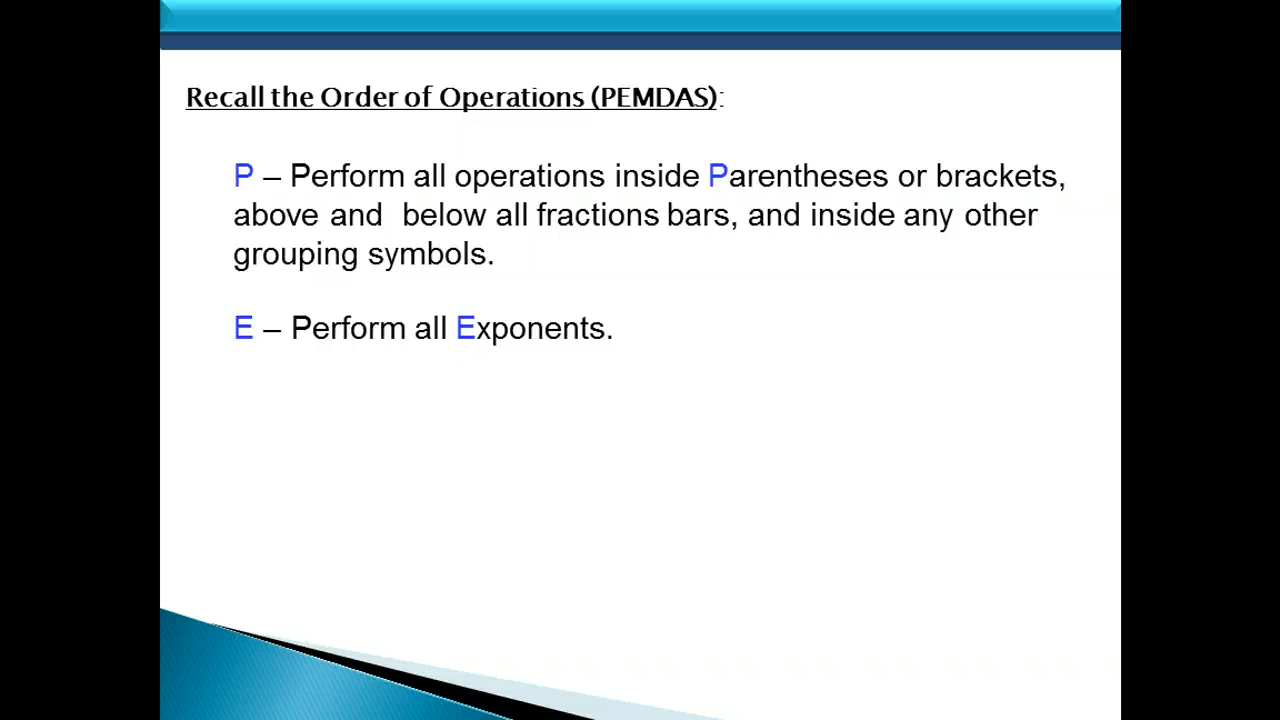 Recall the Order of Operations (PEMDAS):
P – Perform all operations inside Parentheses or brackets,
above and below all fractions bars, and inside any other
grouping symbols.
E – Perform all Exponents.